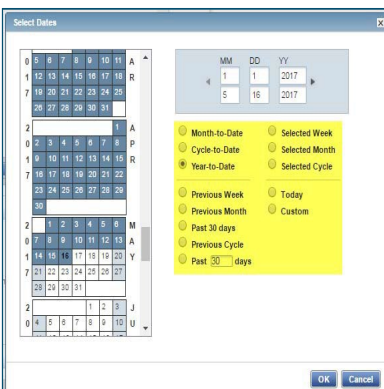 Select Dates X
0 5 6 7 8 9 10 11 A
1 12 13 14 15 16 17 18 R
7 19 20 21 22 23 24 25
26 27 28 29 30 31
2 1 A
0 2 3 4 5 6 7 8 P
1 9 10 11 12 13 14 15 R
7 16 17 18 19 20 21 22
23 24 25 26 27 28 29
30
2 1 2 3 4 5 6 M
0 7 8 9 10 11 12 13 A
1 14 15 16 17 18 19 20 Y
7 21 22 23 24 25 26 27
28 29 30 31
2 1 2 3 J
0 4 5 6 7 8 9 10 U
MM DD YY
1 1 2017
5 16 2017
Month-to-Date Selected Week
Cycle-to-Date Selected Month
Year-to-Date Selected Cycle
Previous Week Today
Previous Month Custom
Past 30 days
Previous Cycle
Past 30 days
OK Cancel